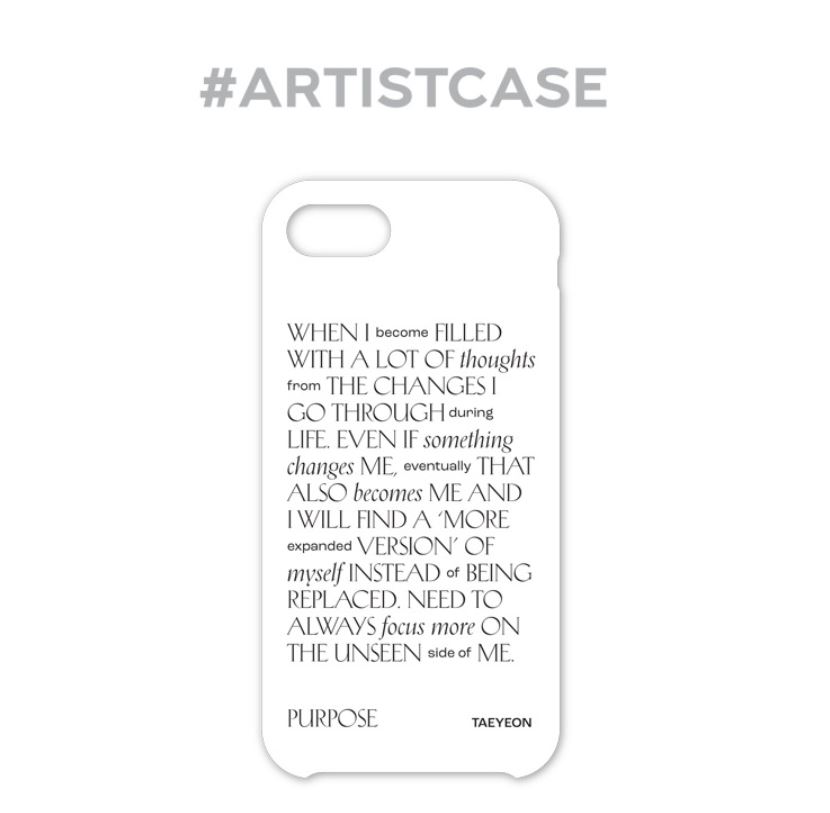 #ARTISTCASE
WHEN I become FILLED
WITH A LOT OF thoughts
from THE CHANGES I
GO THROUGH during
LIFE. EVEN IF something
changes ME, eventually THAT
ALSO becomes ME AND
I WILL FIND A ‘MORE
expanded VERSION’ OF
myself INSTEAD of BEING
REPLACED. NEED TO
ALWAYS focus more ON
THE UNSEEN side of ME.
PURPOSE
TAEYEON